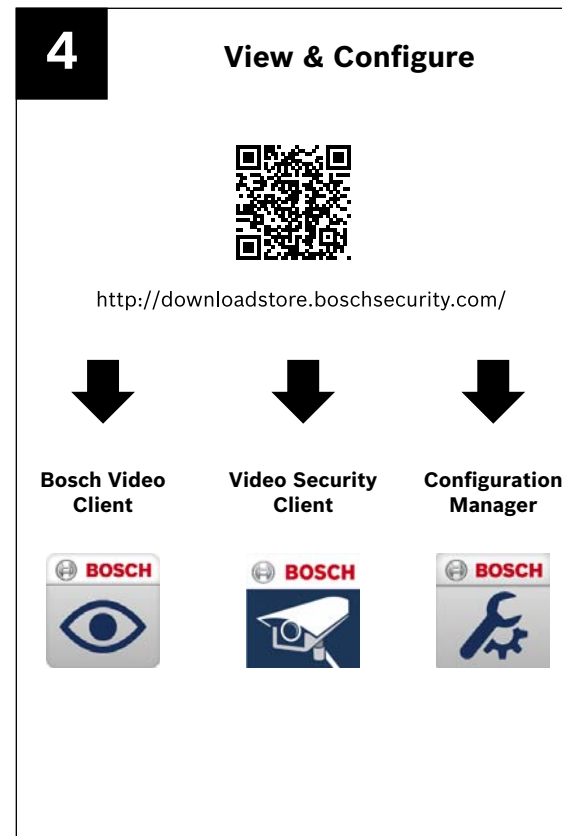 4
View & Configure
http://downloadstore.boschsecurity.com/
Bosch Video
Client
Video Security
Client
Configuration
Manager
BOSCH
BOSCH
BOSCH